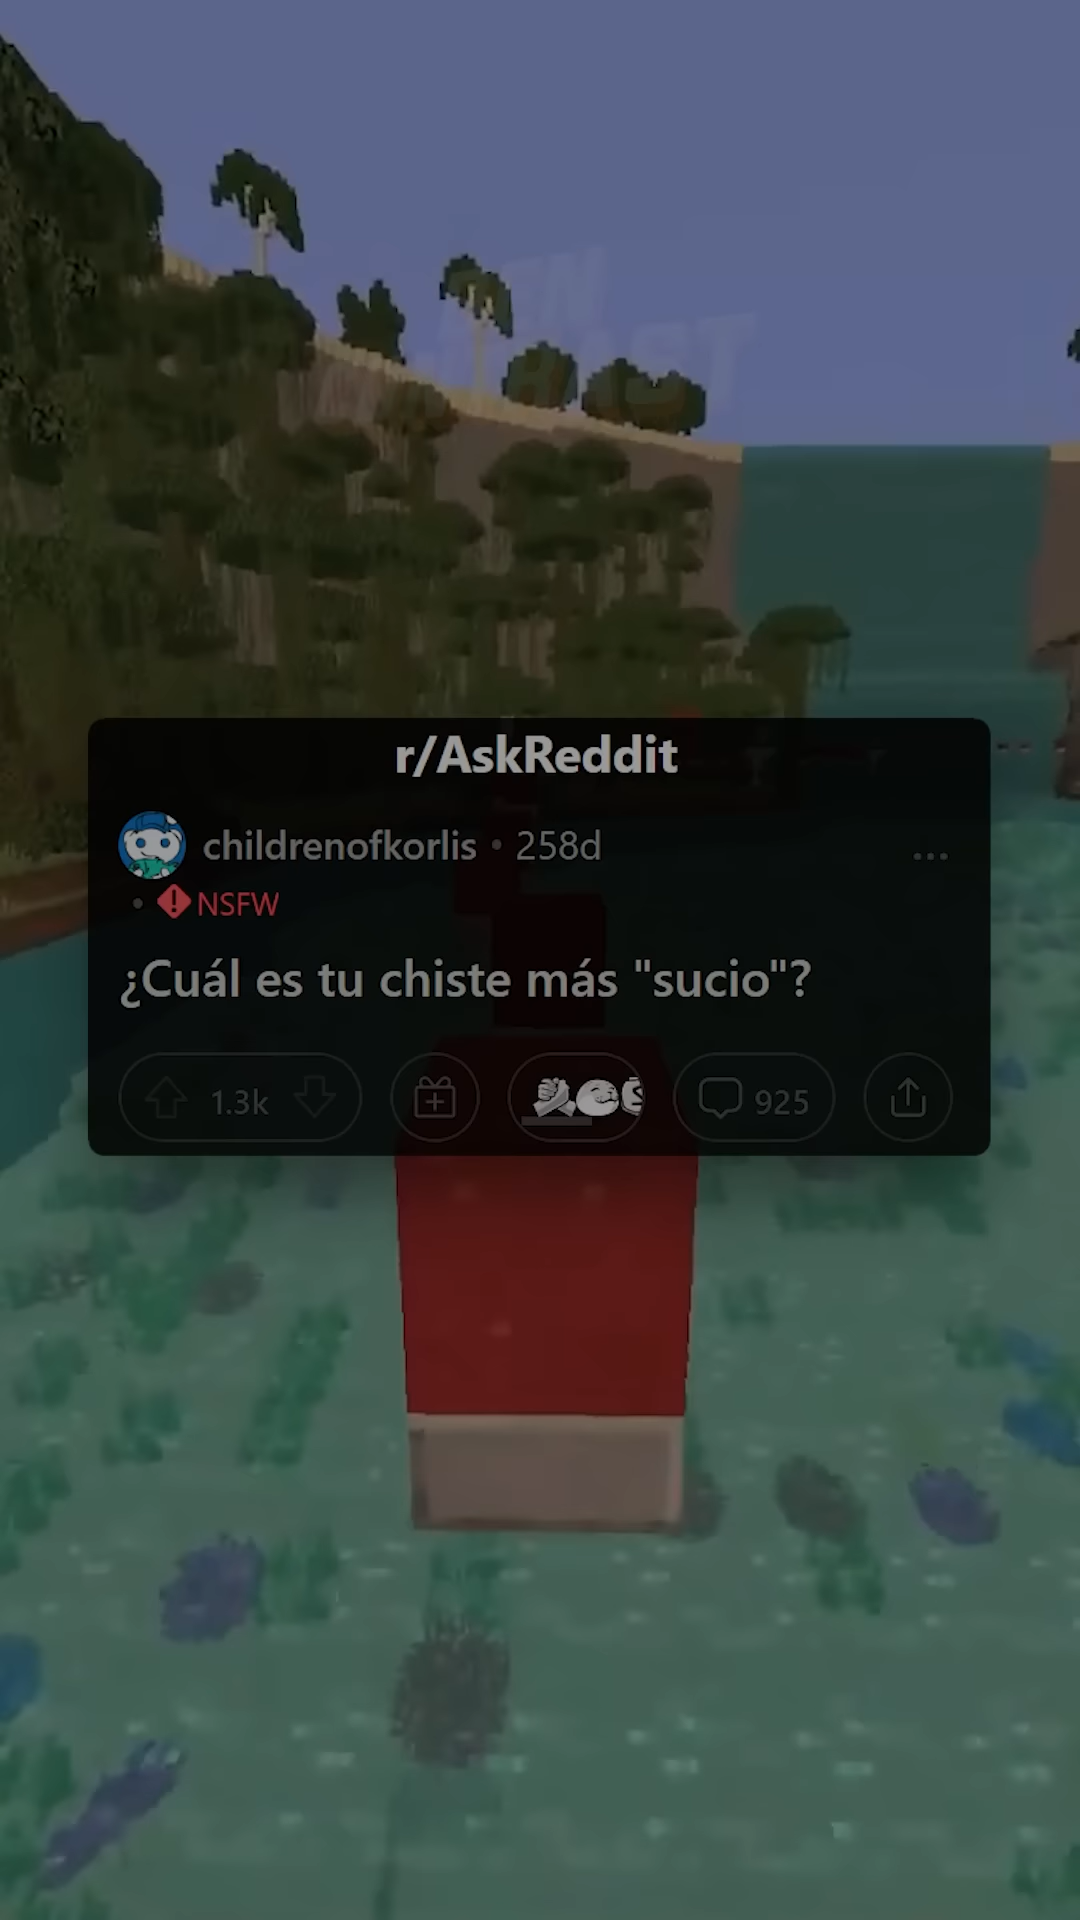 r/AskReddit
childrenofkorlis • 258d
• NSFW
¿Cuál es tu chiste más "sucio"?
1.3k 925